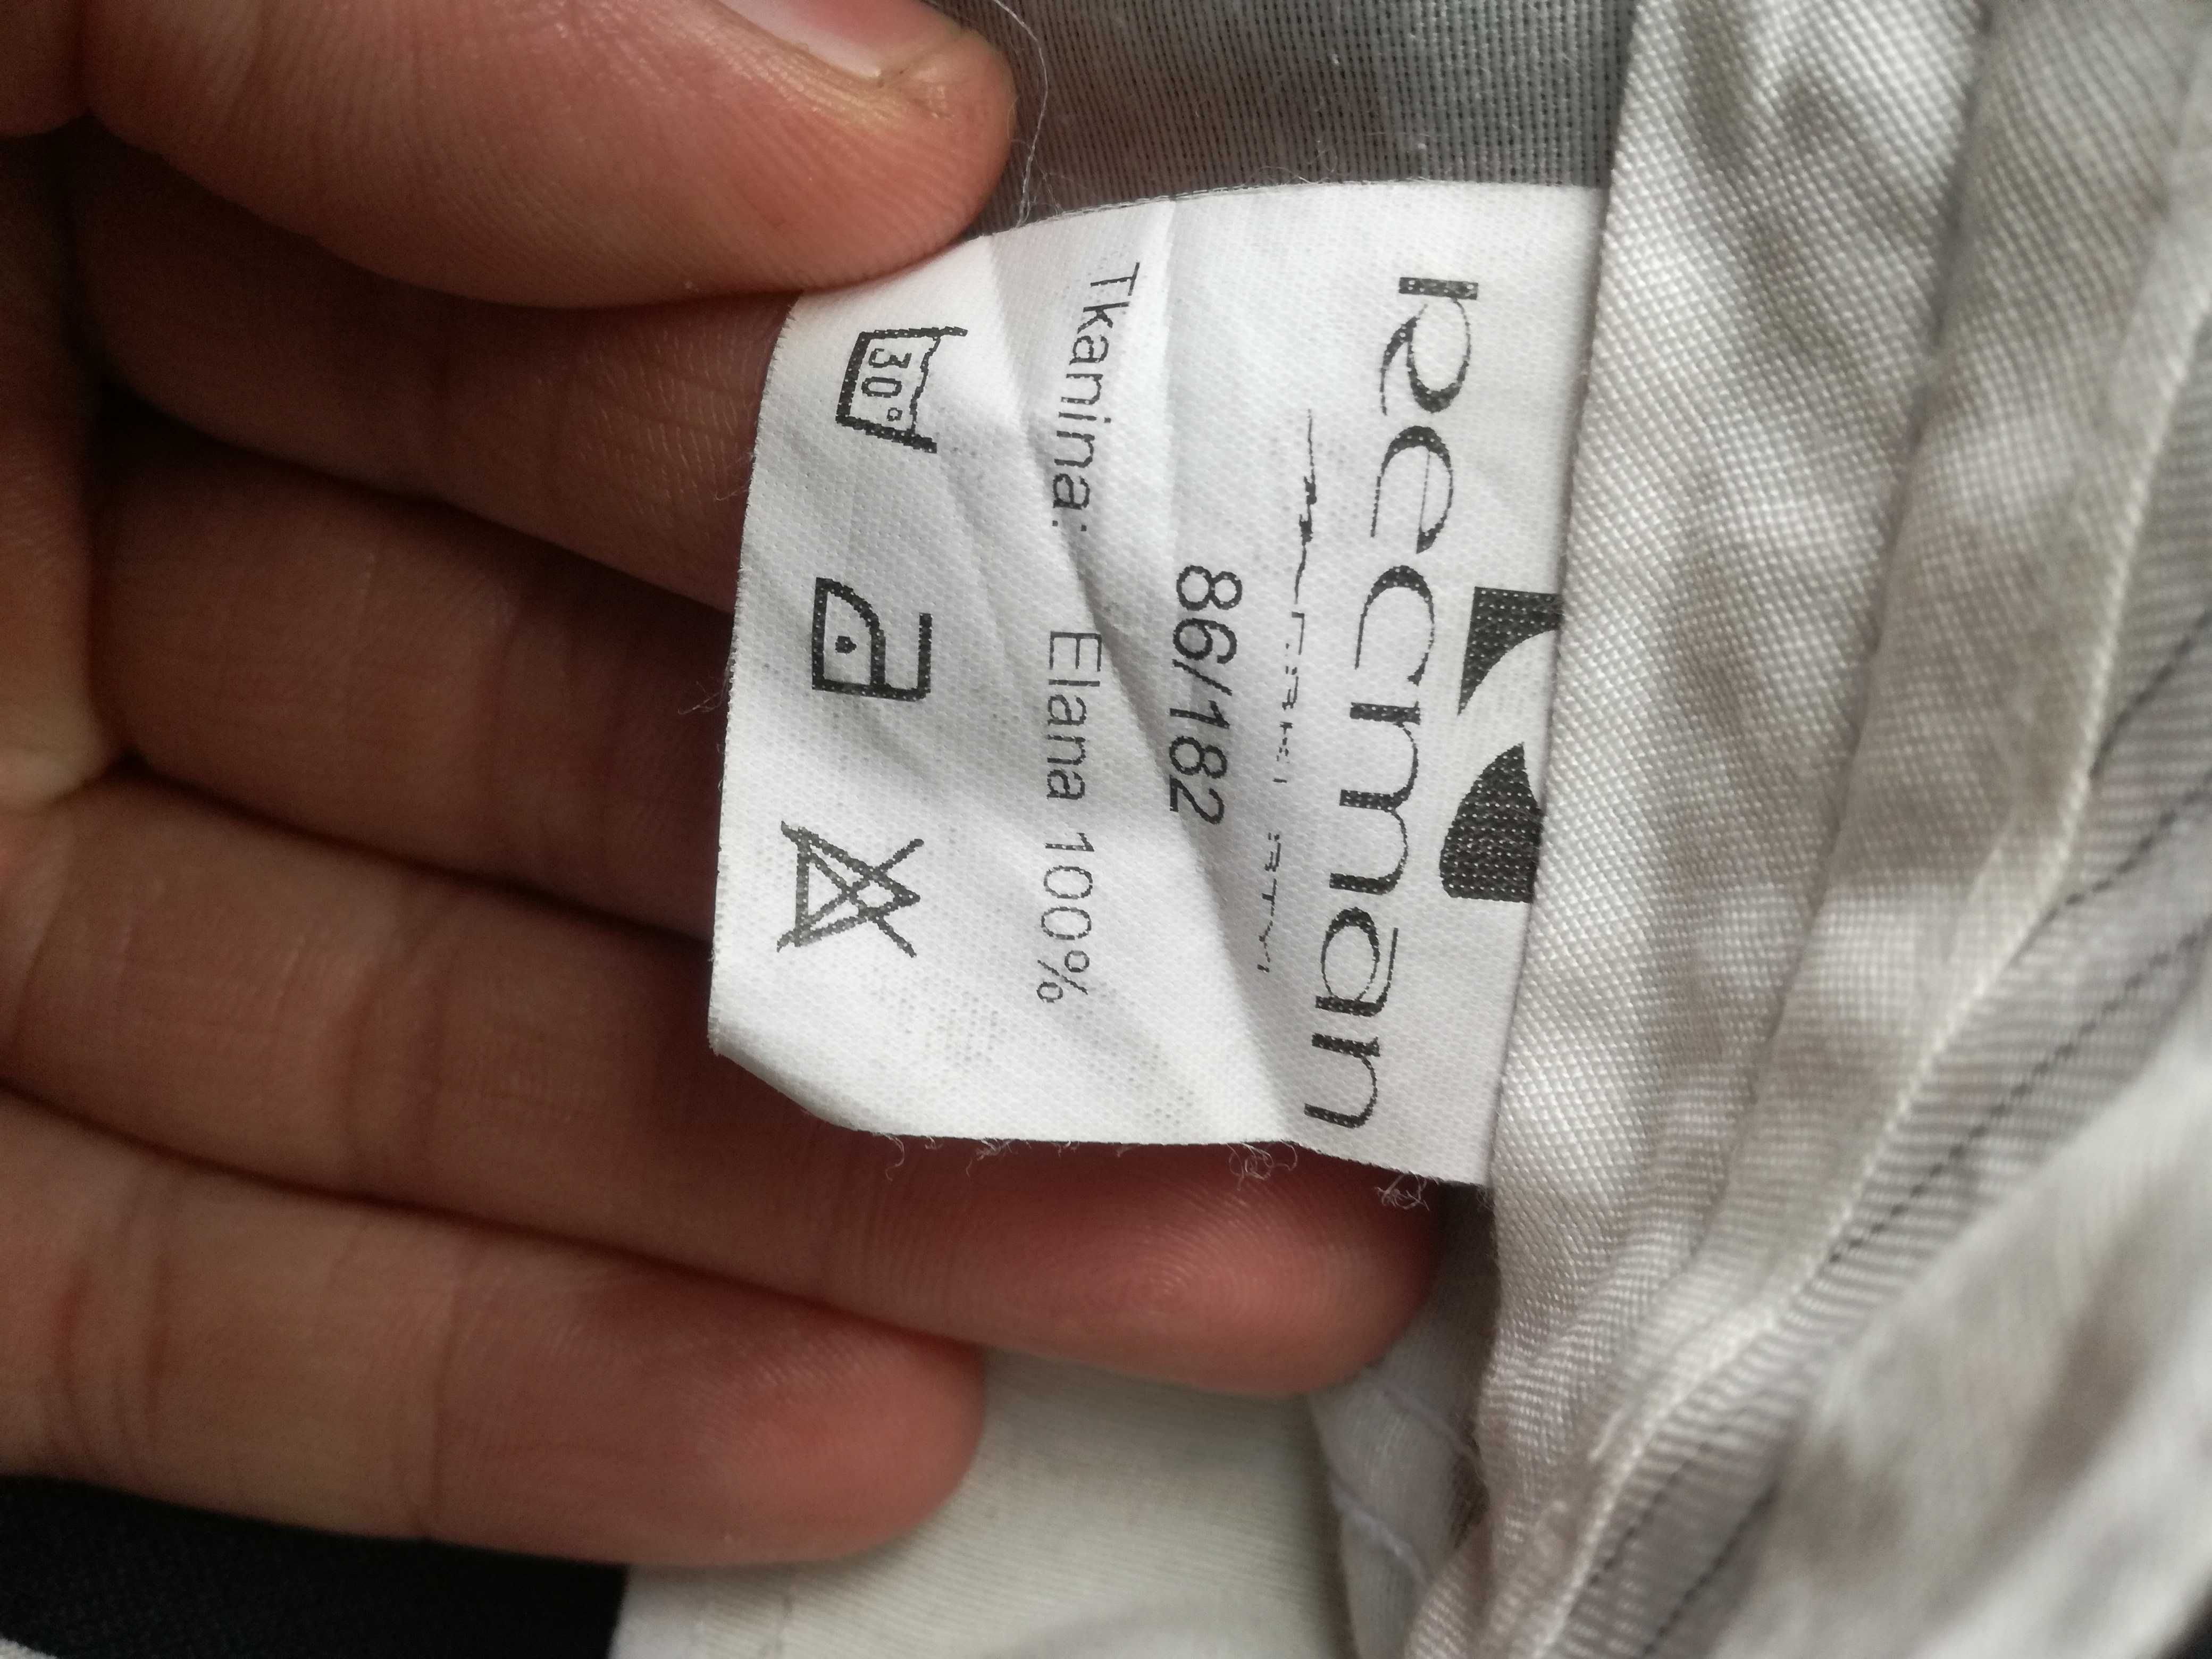 Recman
86/182
Tkanina: Elana 100%
30°